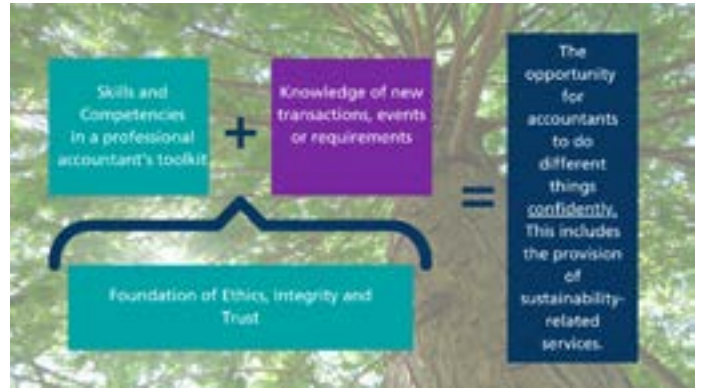 Skills and
Competencies
in a professional
accountant's toolkit
+
Knowledge of new
transactions, events
or requirements
=
The
opportunity
for
accountants
to do
different
things
confidently.
This includes
the provision
of
sustainability-
related
services.
Foundation of Ethics, Integrity and
Trust